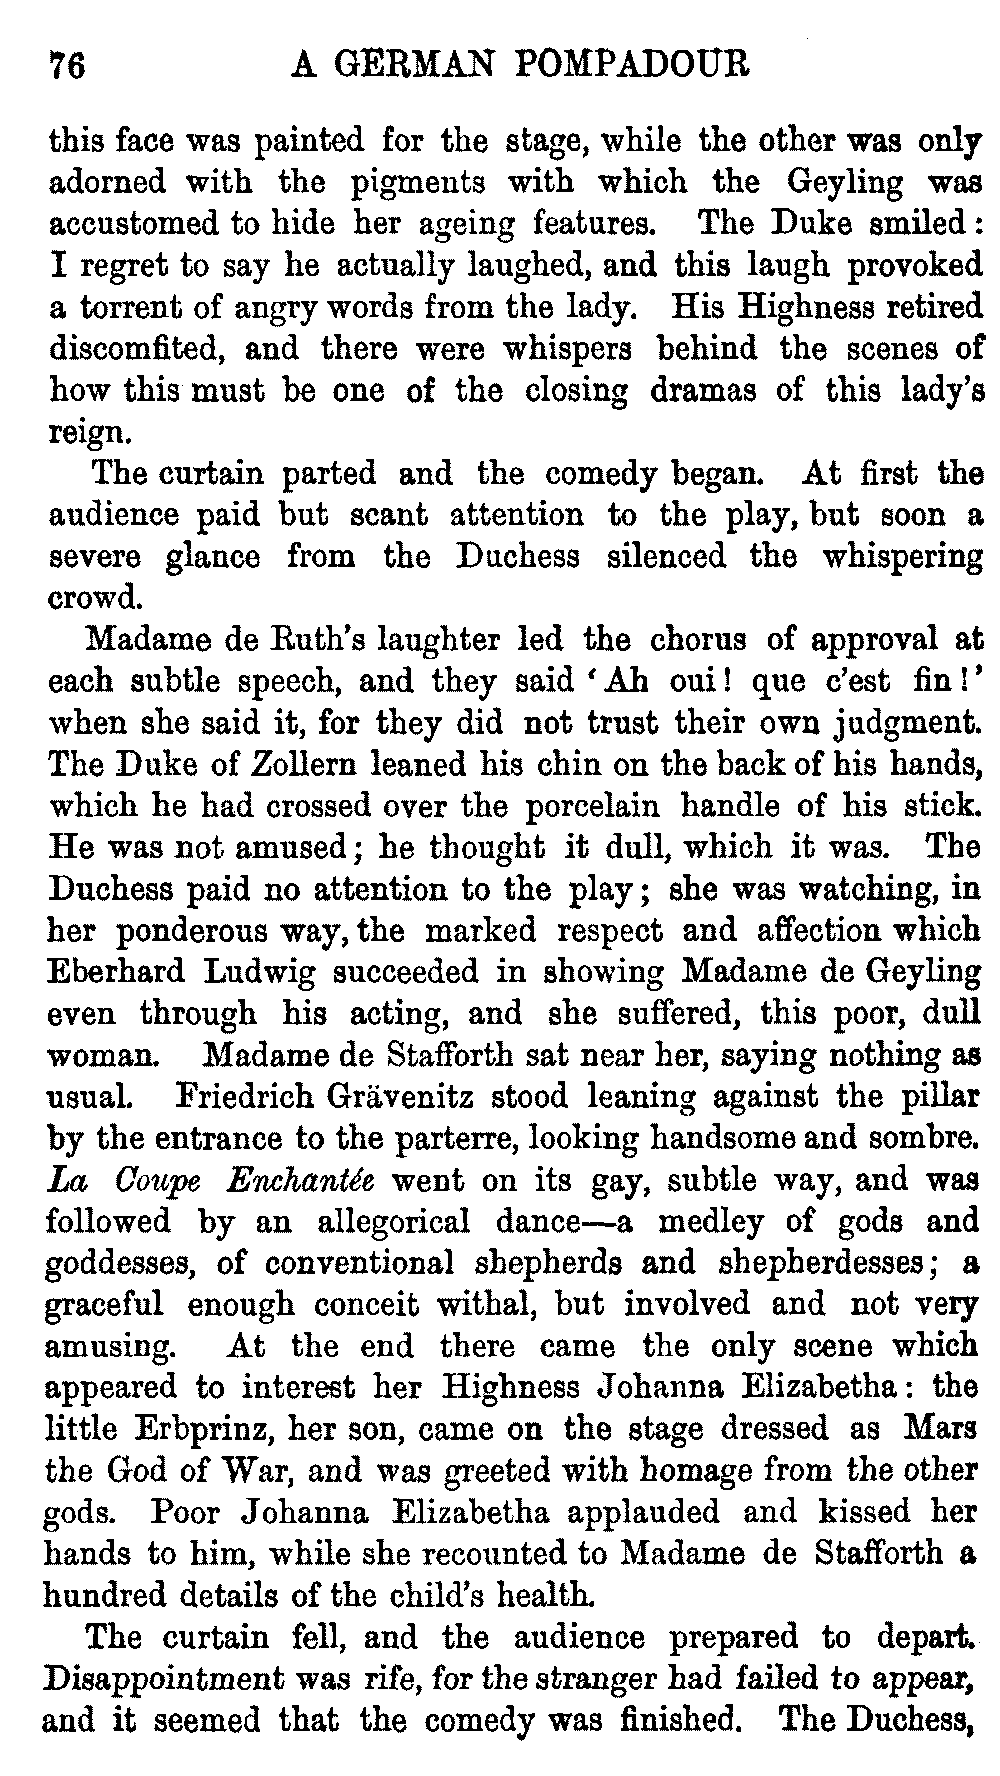 76 A GERMAN POMPADOUR
this face was painted for the stage, while the other was only
adorned with the pigments with which the Geyling was
accustomed to hide her ageing features. The Duke smiled :
I regret to say he actually laughed, and this laugh provoked
a torrent of angry words from the lady. His Highness retired
discomfited, and there were whispers behind the scenes of
how this must be one of the closing dramas of this lady's
reign.
The curtain parted and the comedy began. At first the
audience paid but scant attention to the play, but soon a
severe glance from the Duchess silenced the whispering
crowd.
Madame de Ruth's laughter led the chorus of approval at
each subtle speech, and they said 'Ah oui! que c'est fin!'
when she said it, for they did not trust their own judgment.
The Duke of Zollern leaned his chin on the back of his hands,
which he had crossed over the porcelain handle of his stick.
He was not amused; he thought it dull, which it was. The
Duchess paid no attention to the play; she was watching, in
her ponderous way, the marked respect and affection which
Eberhard Ludwig succeeded in showing Madame de Geyling
even through his acting, and she suffered, this poor, dull
woman. Madame de Stafforth sat near her, saying nothing as
usual. Friedrich Grävenitz stood leaning against the pillar
by the entrance to the parterre, looking handsome and sombre.
La Coupe Enchantée went on its gay, subtle way, and was
followed by an allegorical dance—a medley of gods and
goddesses, of conventional shepherds and shepherdesses; a
graceful enough conceit withal, but involved and not very
amusing. At the end there came the only scene which
appeared to interest her Highness Johanna Elizabetha: the
little Erbprinz, her son, came on the stage dressed as Mars
the God of War, and was greeted with homage from the other
gods. Poor Johanna Elizabetha applauded and kissed her
hands to him, while she recounted to Madame de Stafforth a
hundred details of the child's health.
The curtain fell, and the audience prepared to depart.
Disappointment was rife, for the stranger had failed to appear,
and it seemed that the comedy was finished. The Duchess,